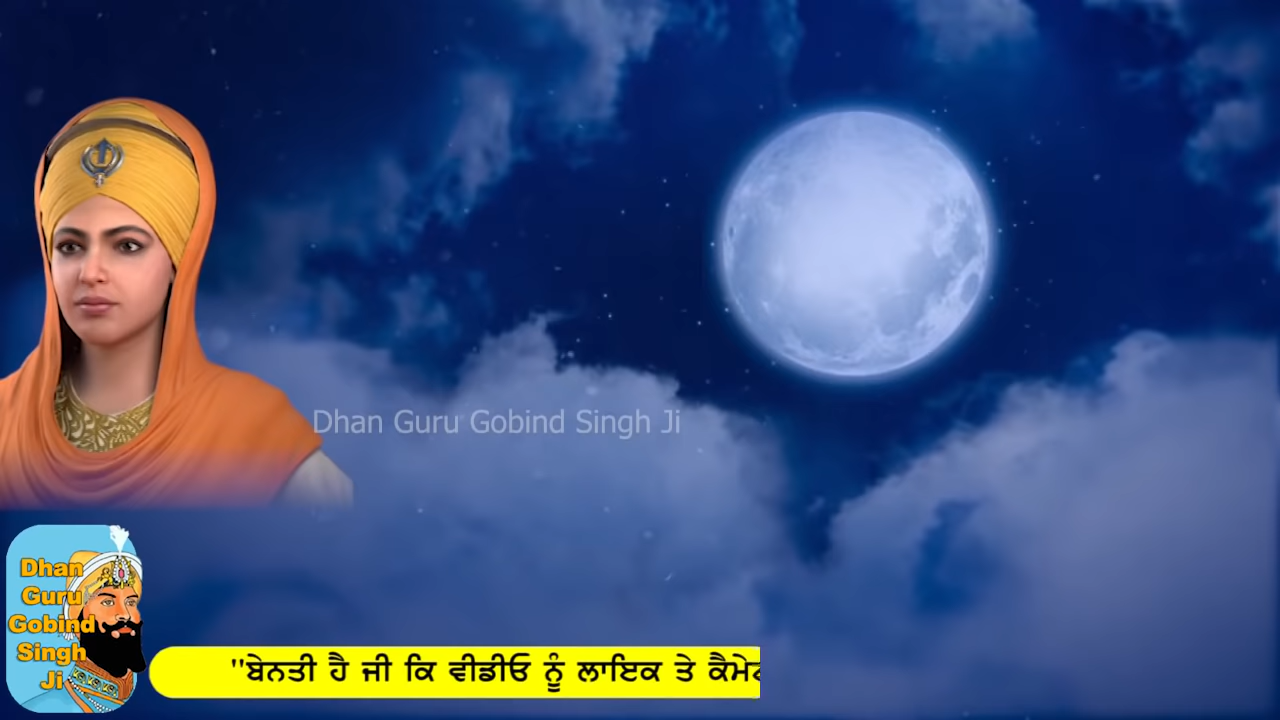 Dhan Guru Gobind Singh Ji
Dhan
Guru
Gobind
Singh
Ji
"ਬੇਨਤੀ ਹੈ ਜੀ ਕਿ ਵੀਡੀਓ ਨੂੰ ਲਾਇਕ ਤੇ